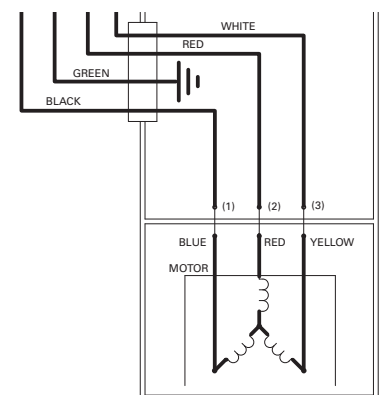 WHITE
RED
GREEN
BLACK
(1) (2) (3)
BLUE RED YELLOW
MOTOR